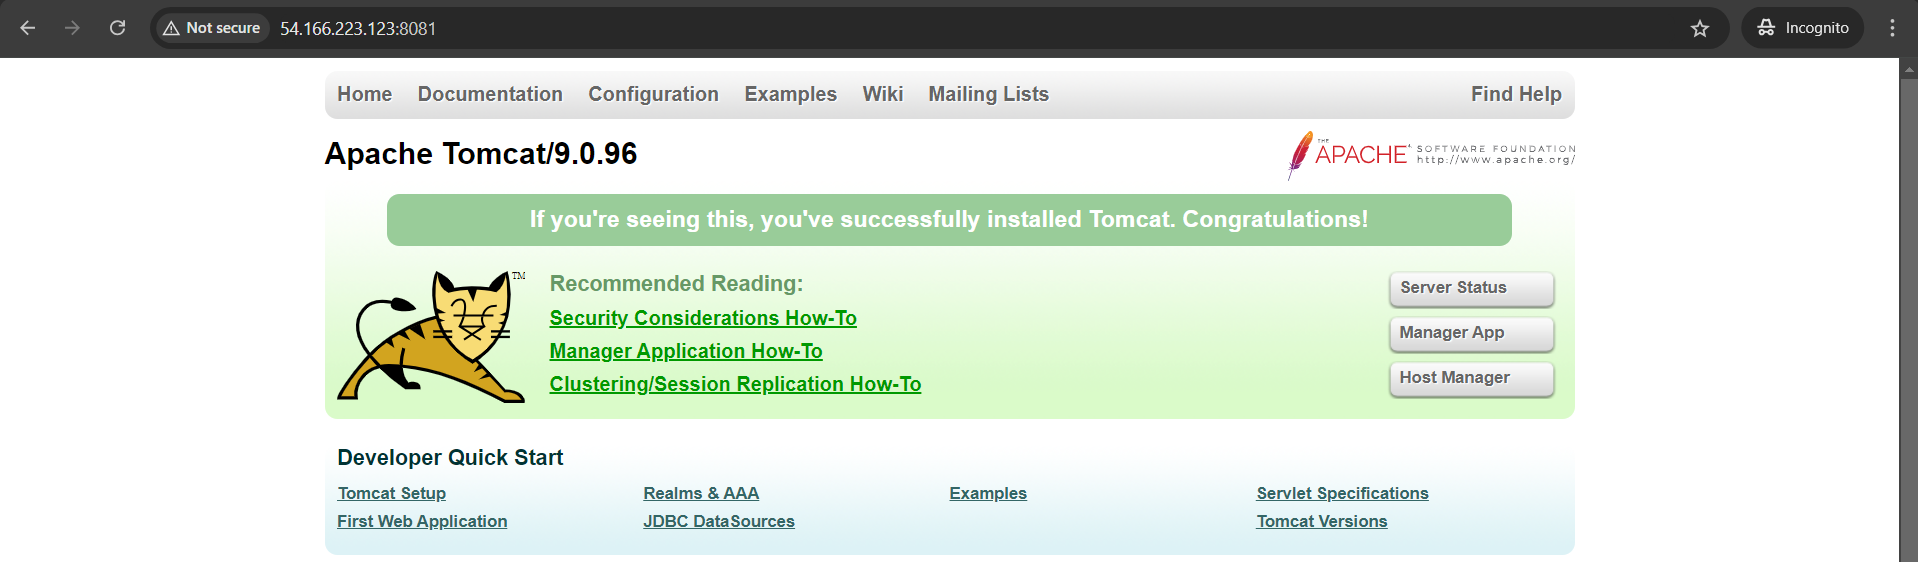 Not secure 54.166.223.123:8081 Incognito
Home Documentation Configuration Examples Wiki Mailing Lists Find Help
Apache Tomcat/9.0.96
THE APACHE SOFTWARE FOUNDATION
http://www.apache.org/
If you're seeing this, you've successfully installed Tomcat. Congratulations!
TM
Recommended Reading:
Security Considerations How-To
Manager Application How-To
Clustering/Session Replication How-To
Server Status
Manager App
Host Manager
Developer Quick Start
Tomcat Setup Realms & AAA Examples Servlet Specifications
First Web Application JDBC DataSources Tomcat Versions